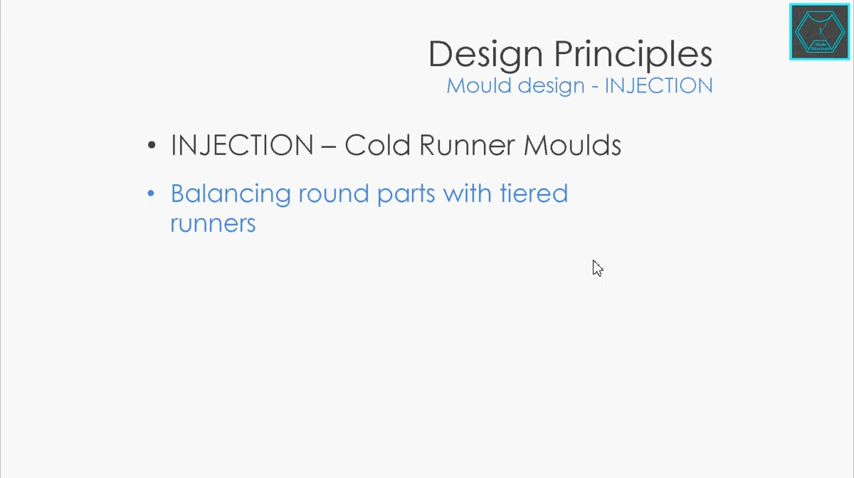 Design Principles
Mould design - INJECTION
• INJECTION – Cold Runner Moulds
• Balancing round parts with tiered
runners